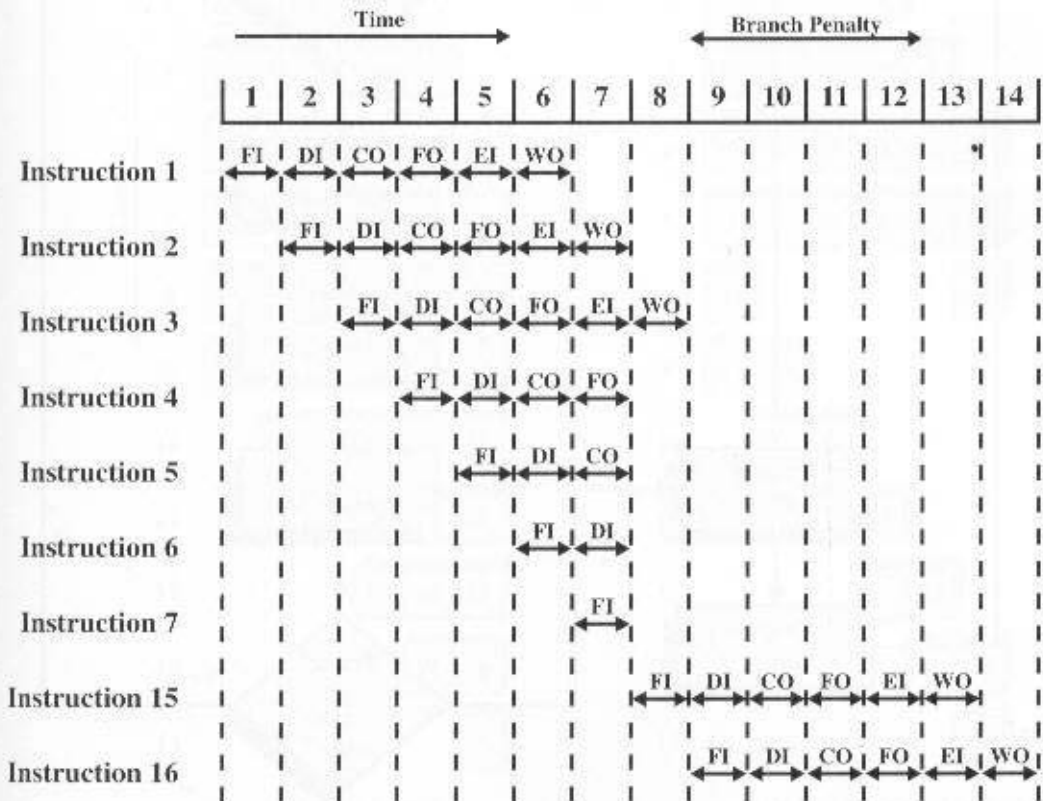 Time
Branch Penalty
1 2 3 4 5 6 7 8 9 10 11 12 13 14
Instruction 1 FI DI CO FO EI WO
Instruction 2 FI DI CO FO EI WO
Instruction 3 FI DI CO FO EI WO
Instruction 4 FI DI CO FO
Instruction 5 FI DI CO
Instruction 6 FI DI
Instruction 7 FI
Instruction 15 FI DI CO FO EI WO
Instruction 16 FI DI CO FO EI WO